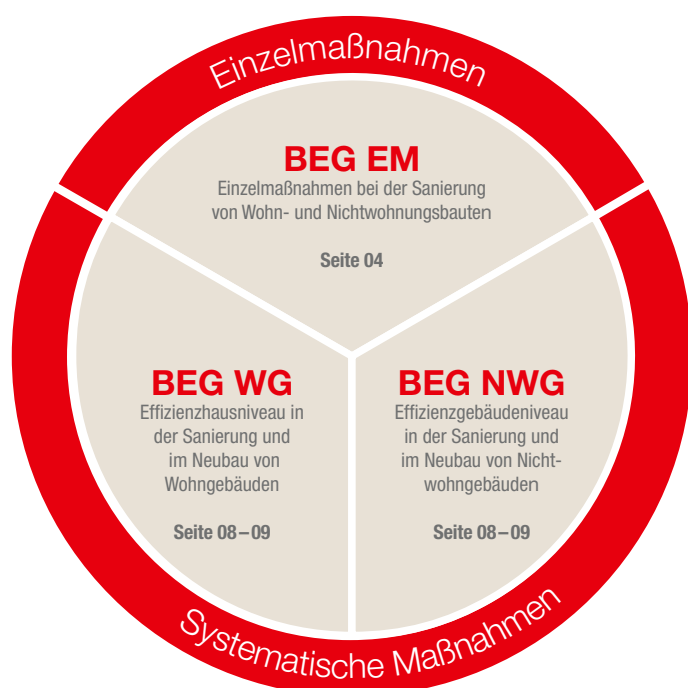 Einzelmaßnahmen
BEG EM
Einzelmaßnahmen bei der Sanierung
von Wohn- und Nichtwohnungsbauten
Seite 04
BEG WG
Effizienzhausniveau in
der Sanierung und
im Neubau von
Wohngebäuden
Seite 08–09
BEG NWG
Effizienzgebäudeniveau
in der Sanierung und
im Neubau von Nicht-
wohngebäuden
Seite 08–09
Systematische Maßnahmen